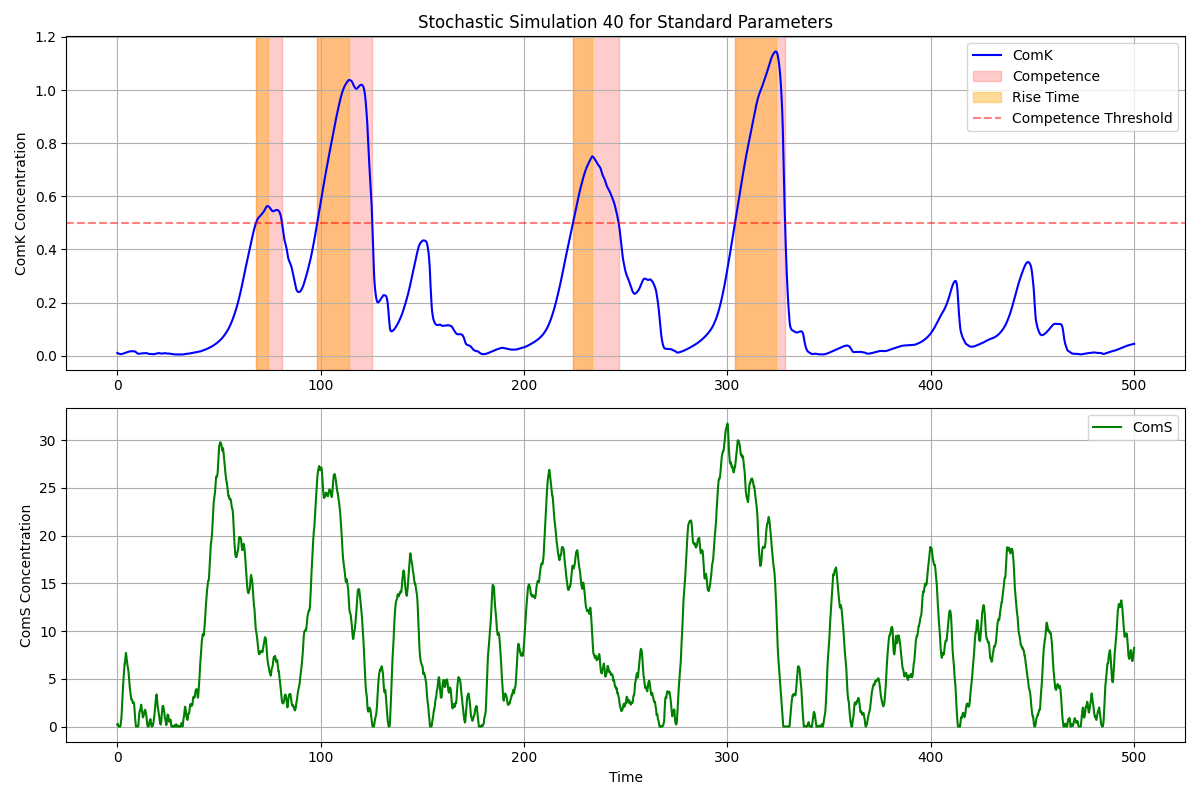 Stochastic Simulation 40 for Standard Parameters
1.2
1.0
0.8
0.6
0.4
0.2
0.0
ComK Concentration
ComK
Competence
Rise Time
Competence Threshold
0 100 200 300 400 500
30
25
20
15
10
5
0
ComS Concentration
ComS
0 100 200 300 400 500
Time